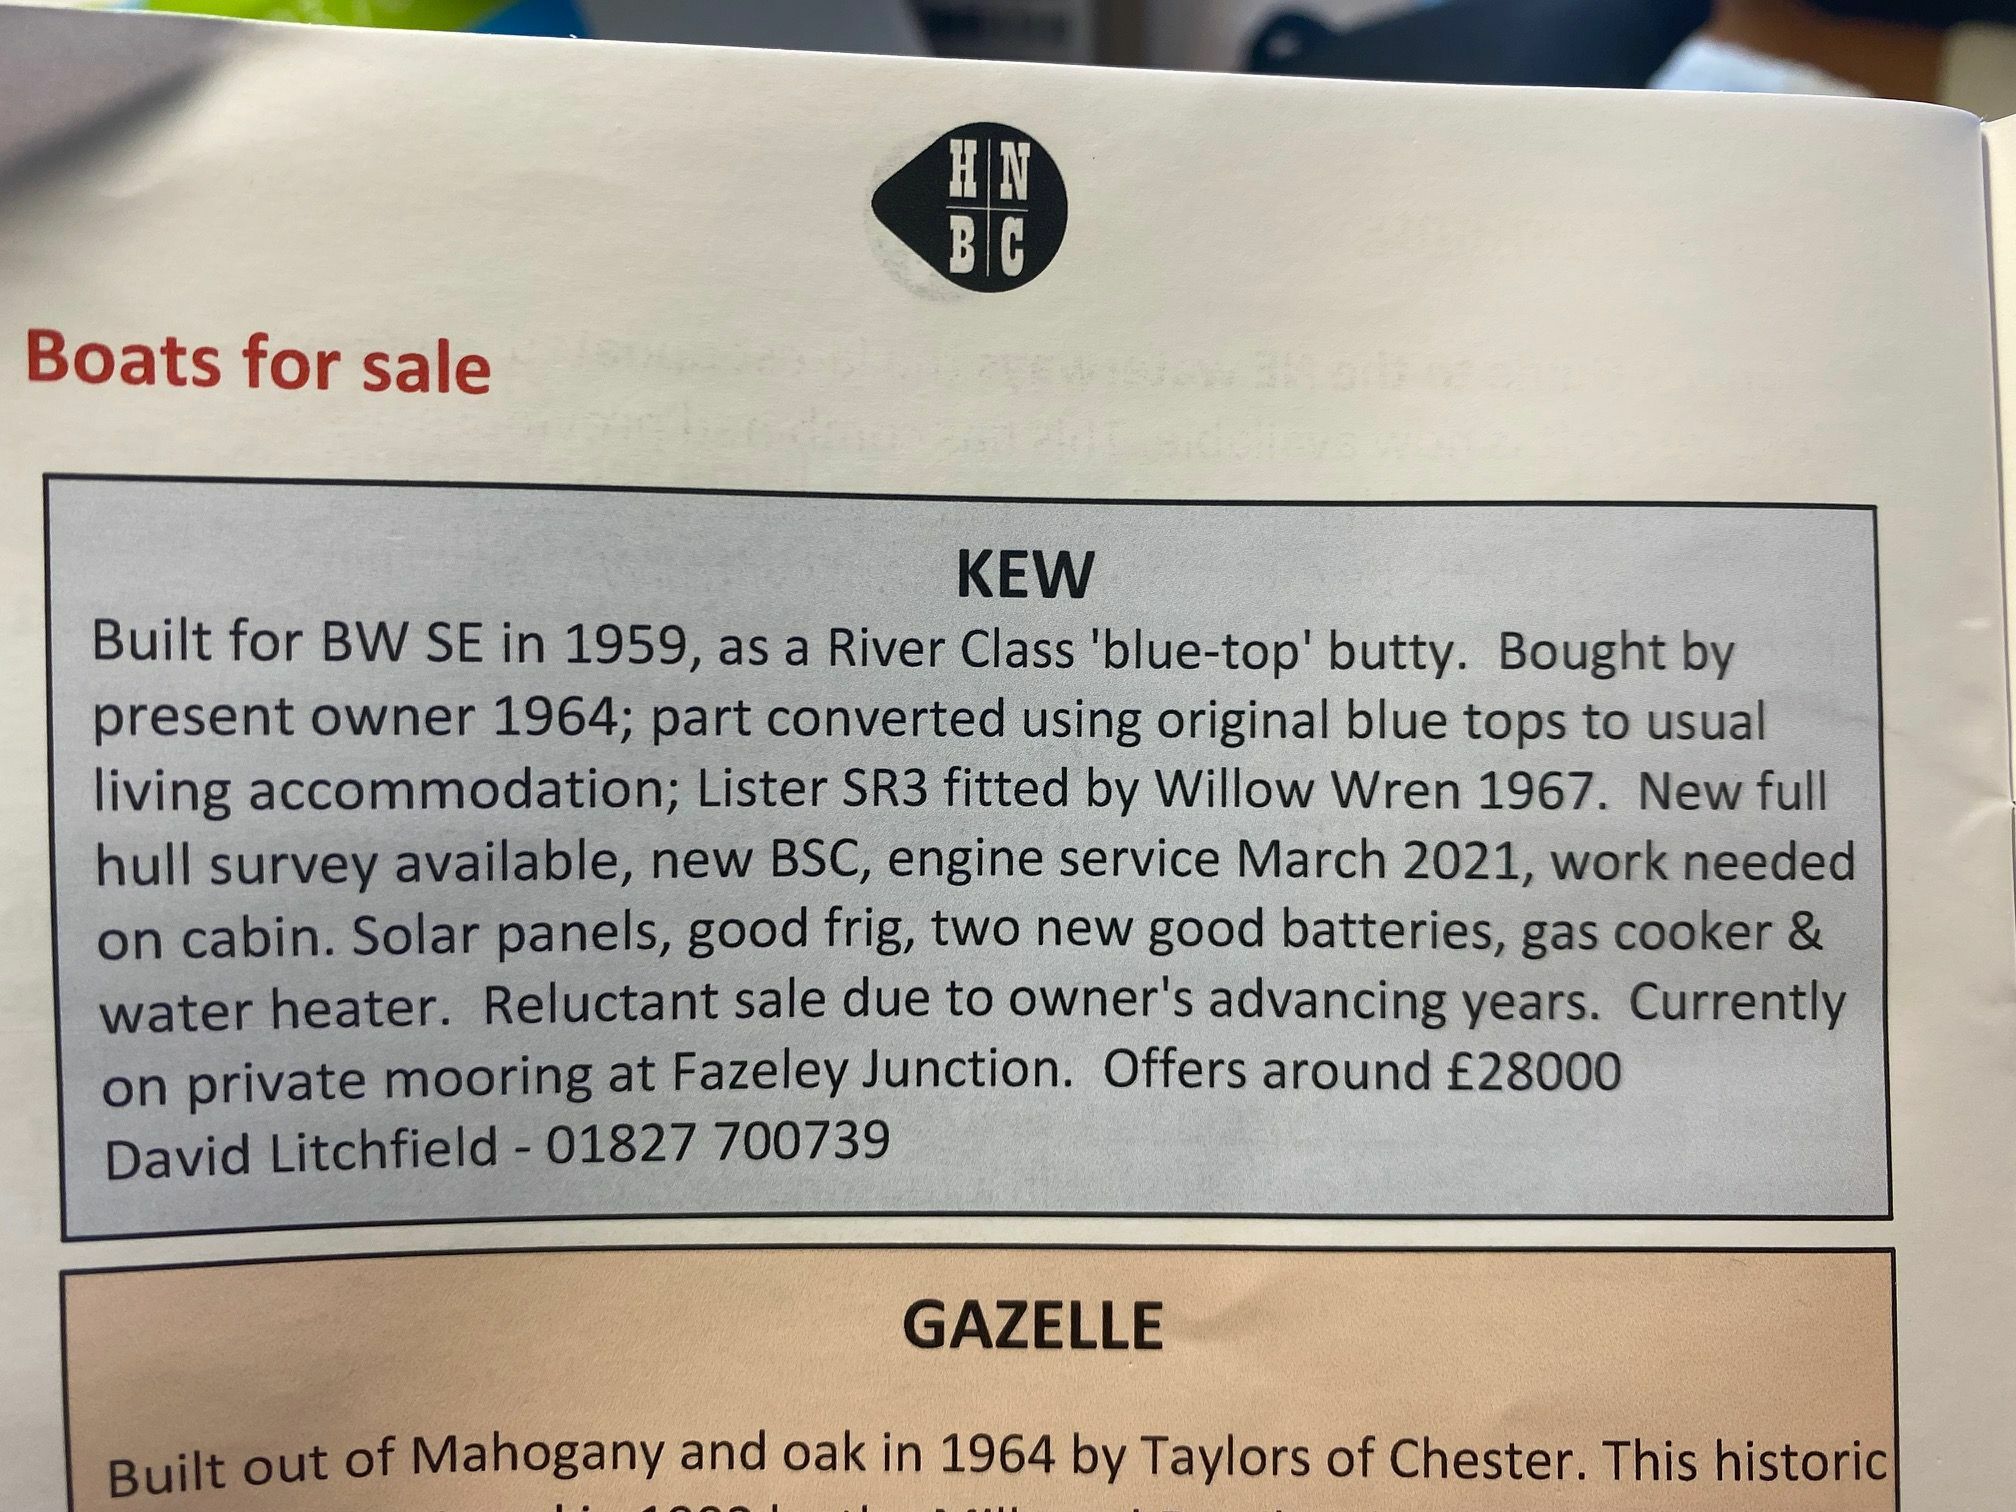 H N
B C
Boats for sale
KEW
Built for BW SE in 1959, as a River Class 'blue-top' butty. Bought by
present owner 1964; part converted using original blue tops to usual
living accommodation; Lister SR3 fitted by Willow Wren 1967. New full
hull survey available, new BSC, engine service March 2021, work needed
on cabin. Solar panels, good frig, two new good batteries, gas cooker &
water heater. Reluctant sale due to owner's advancing years. Currently
on private mooring at Fazeley Junction. Offers around £28000
David Litchfield - 01827 700739
GAZELLE
Built out of Mahogany and oak in 1964 by Taylors of Chester. This historic